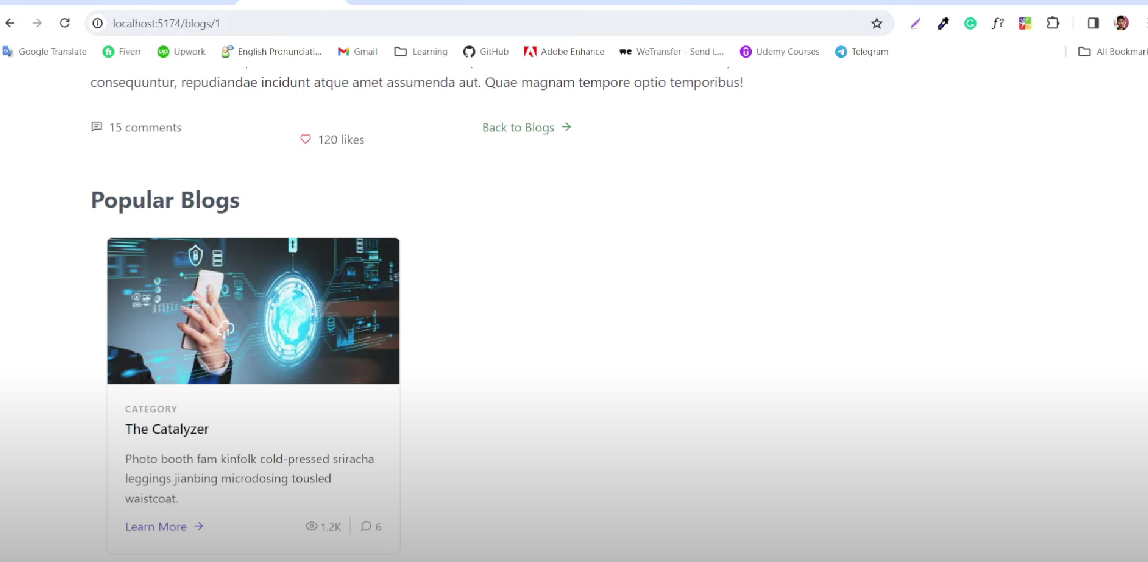 localhost:5174/blogs/1
f?
Google Translate Fiverr Upwork English Pronunciati... Gmail Learning GitHub Adobe Enhance WeTransfer - Send L... Udemy Courses Telegram All Bookmark
consequuntur, repudiandae incidunt atque amet assumenda aut. Quae magnam tempore optio temporibus!
15 comments
120 likes
Back to Blogs →
Popular Blogs
CATEGORY
The Catalyzer
Photo booth fam kinfolk cold-pressed sriracha
leggings jianbing microdosing tousled
waistcoat.
Learn More → 1.2K 6